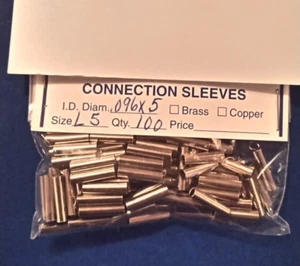 CONNECTION SLEEVES
I.D. Diam. .096x5 ☐ Brass ☐ Copper
Size L5 Qty. 100 Price